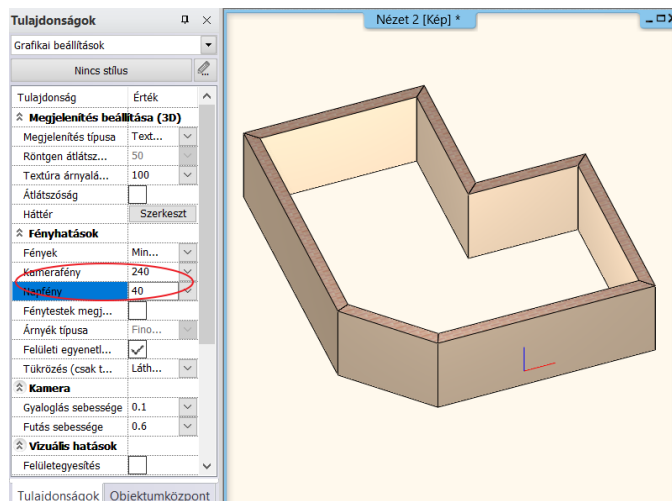 Tulajdonságok
Nézet 2 [Kép] *
Grafikai beállítások
Nincs stílus
Tulajdonság Érték
Megjelenítés beállítása (3D)
Megjelenítés típusa Text...
Röntgen átlátsz... 50
Textúra árnyalá... 100
Átlátszóság
Háttér Szerkeszt
Fényhatások
Fények Min...
Kamerafény 240
Napfény 40
Fénytestek megj...
Árnyék típusa Fino...
Felületi egyenetl...
Tükrözés (csak t... Láth...
Kamera
Gyaloglás sebessége 0.1
Futás sebessége 0.6
Vizuális hatások
Felületegyesítés
Tulajdonságok Objektumközpont